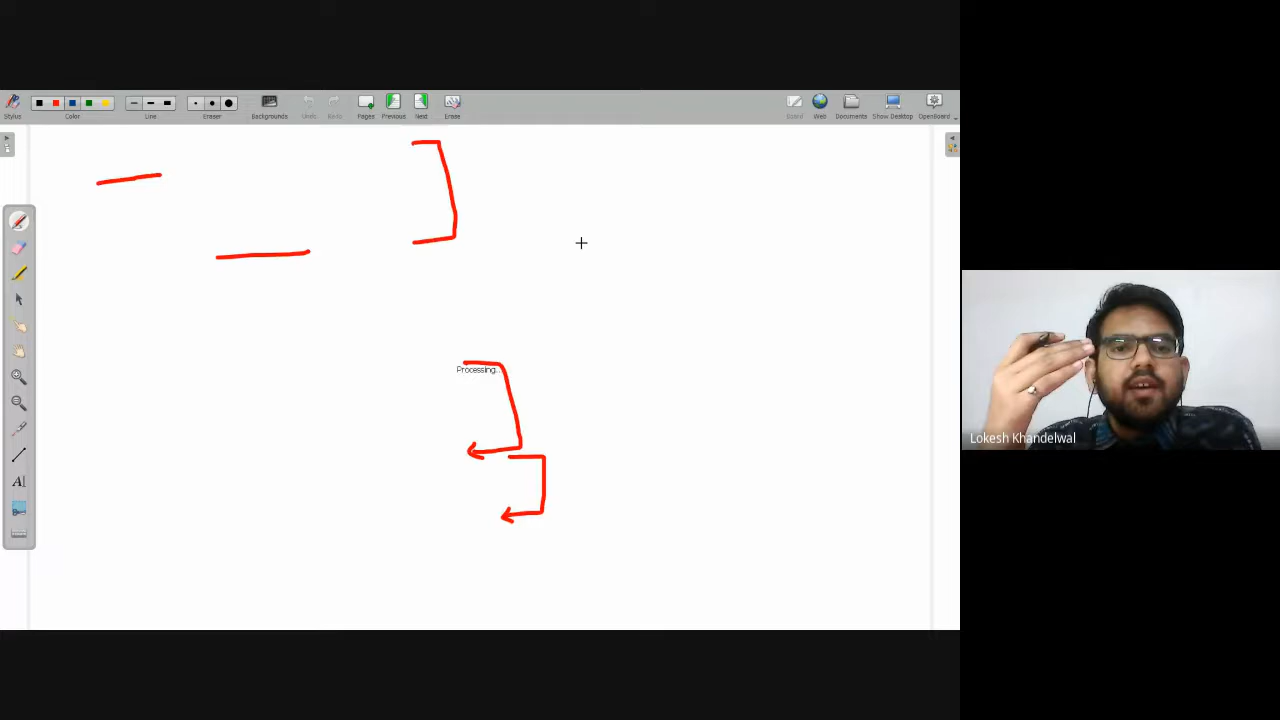 Stylus Color Line Eraser Backgrounds Undo Redo Pages Previous Next Erase Board Web Documents Show Desktop OpenBoard
Processing...
Lokesh Khandelwal
A